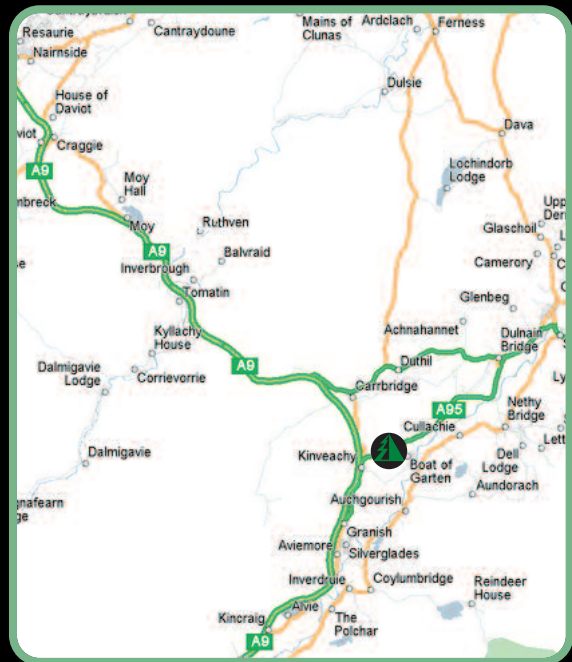 Resaurie
Cantraydoune
Mains of
Clunas
Ardclach
Ferness
Nairnside
House of
Daviot
Dulsie
Dava
Craggie
A9
Moy
Hall
Lochindorb
Lodge
Moy
Ruthven
Glaschoil
A9
Balvraid
Camerory
Inverbrough
Tomatin
Glenbeg
Achnahannet
Dulnain
Bridge
Kyllachy
House
A9
Duthil
Dalmigavie
Lodge
Corrievorrie
Carrbridge
A95
Nethy
Bridge
Cullachie
Kinveachy
Boat of
Garten
Dell
Lodge
Dalmigavie
Aundorach
Auchgourish
Granish
Aviemore
Silverglades
Inverdruie
Coylumbridge
Reindeer
House
Alvie
Kincraig
The
Polchar
A9